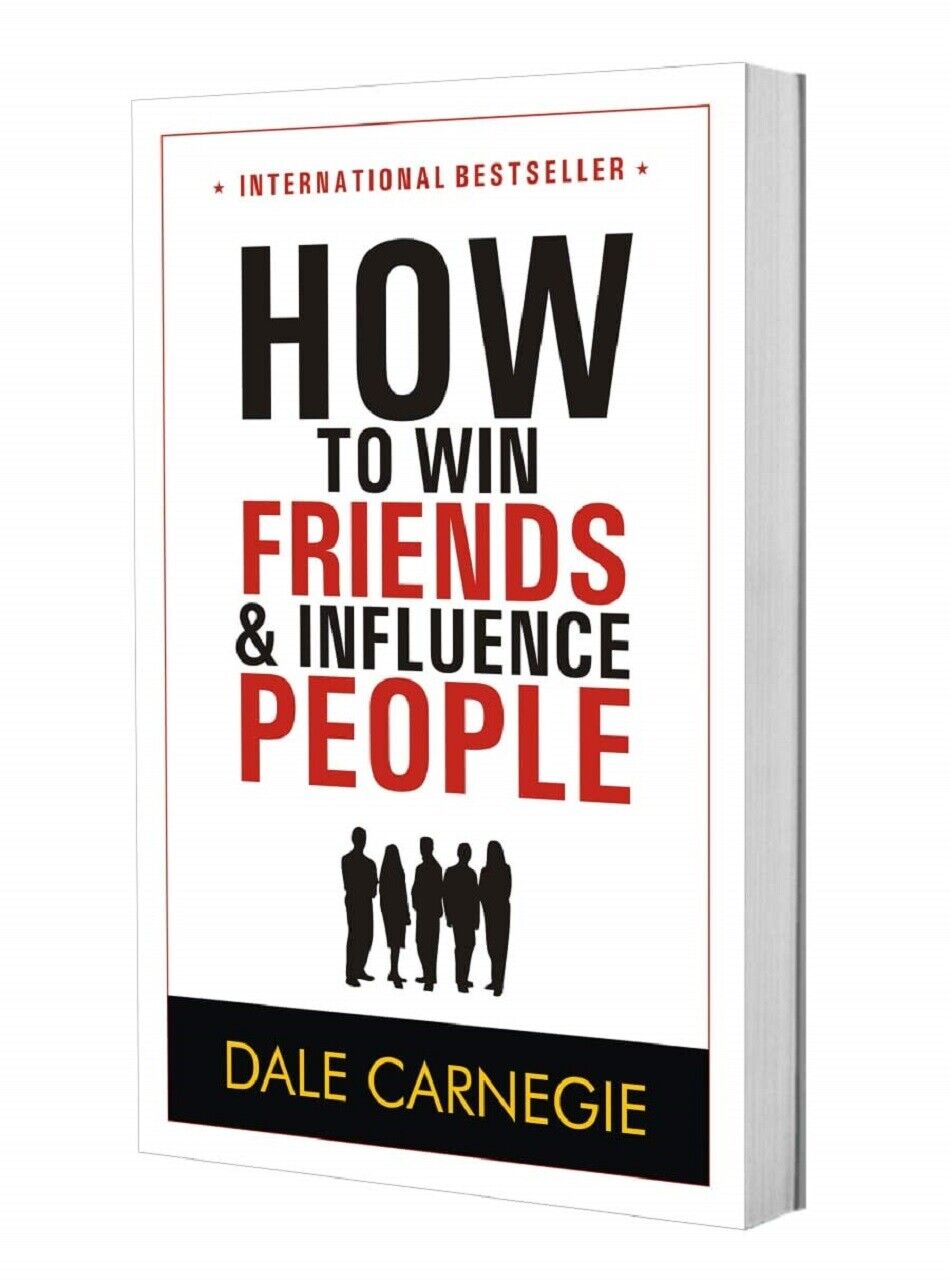 ★ INTERNATIONAL BESTSELLER ★
HOW
TO WIN
FRIENDS
& INFLUENCE
PEOPLE
DALE CARNEGIE